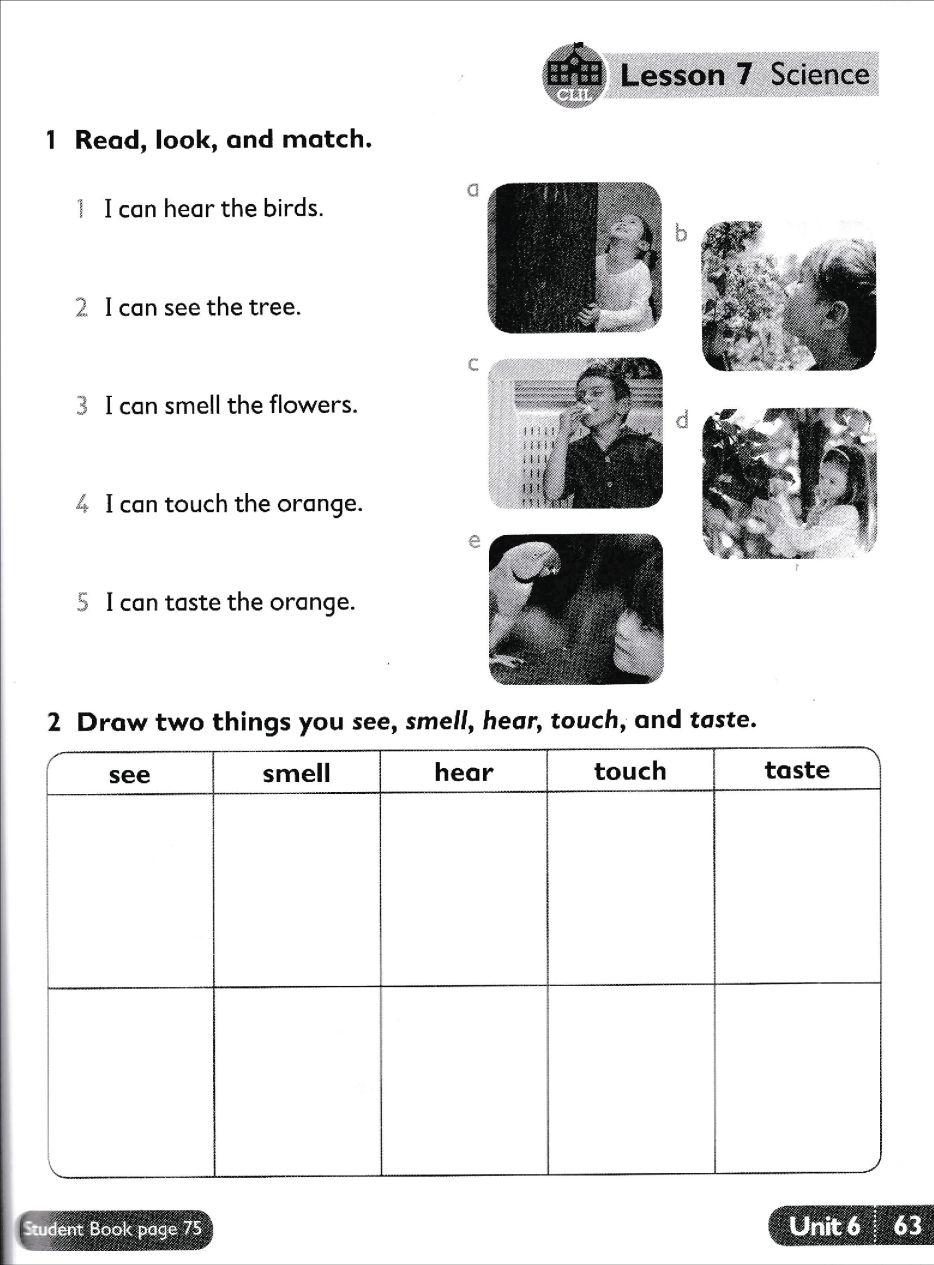 CLIL
Lesson 7 Science
1 Read, look, and match.
1 I can hear the birds.
2 I can see the tree.
3 I can smell the flowers.
4 I can touch the orange.
5 I can taste the orange.
a
b
c
d
e
2 Draw two things you see, smell, hear, touch, and taste.
see smell hear touch taste
Student Book page 75
Unit 6 63